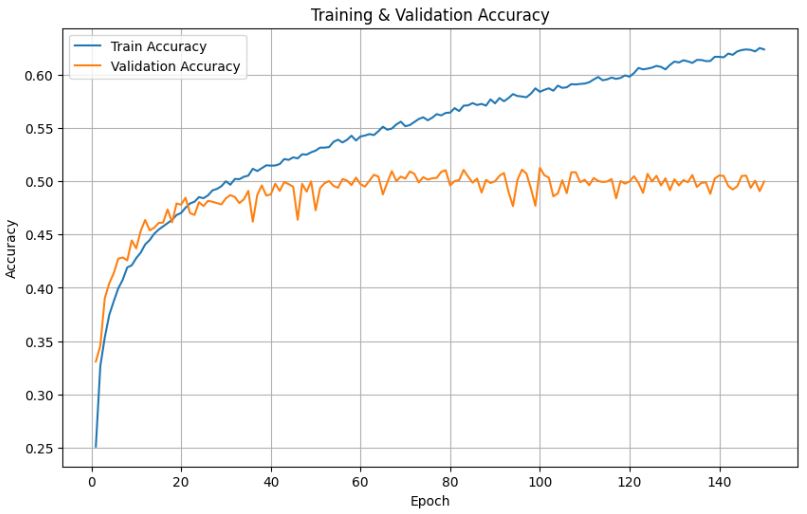 Training & Validation Accuracy
Train Accuracy
Validation Accuracy
0.60
0.55
0.50
0.45
0.40
0.35
0.30
0.25
Accuracy
0 20 40 60 80 100 120 140
Epoch